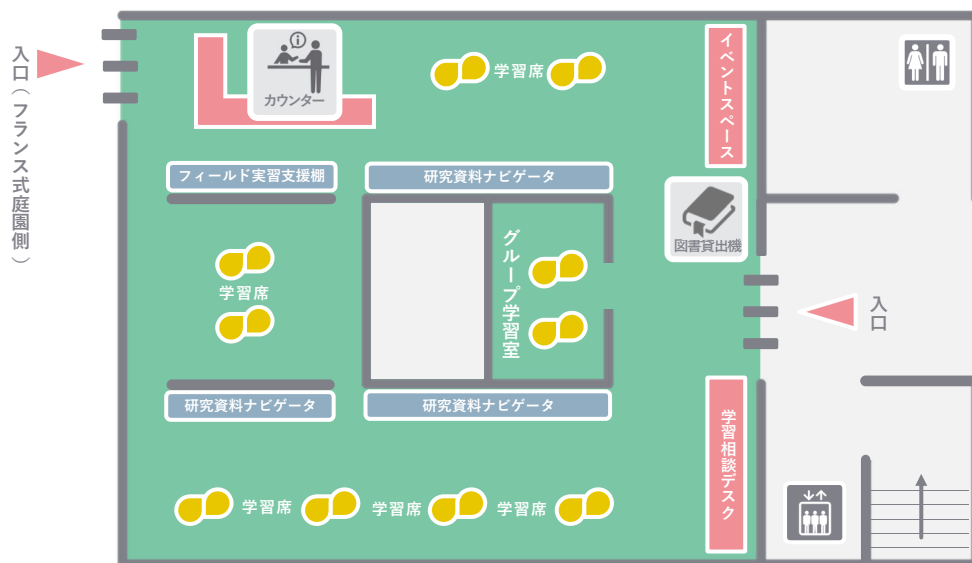 入口（フランス式庭園側）
カウンター
学習席
イベントスペース
フィールド実習支援棚
研究資料ナビゲータ
図書貸出機
グループ学習室
学習席
入口
研究資料ナビゲータ
研究資料ナビゲータ
学習相談デスク
学習席
学習席
学習席